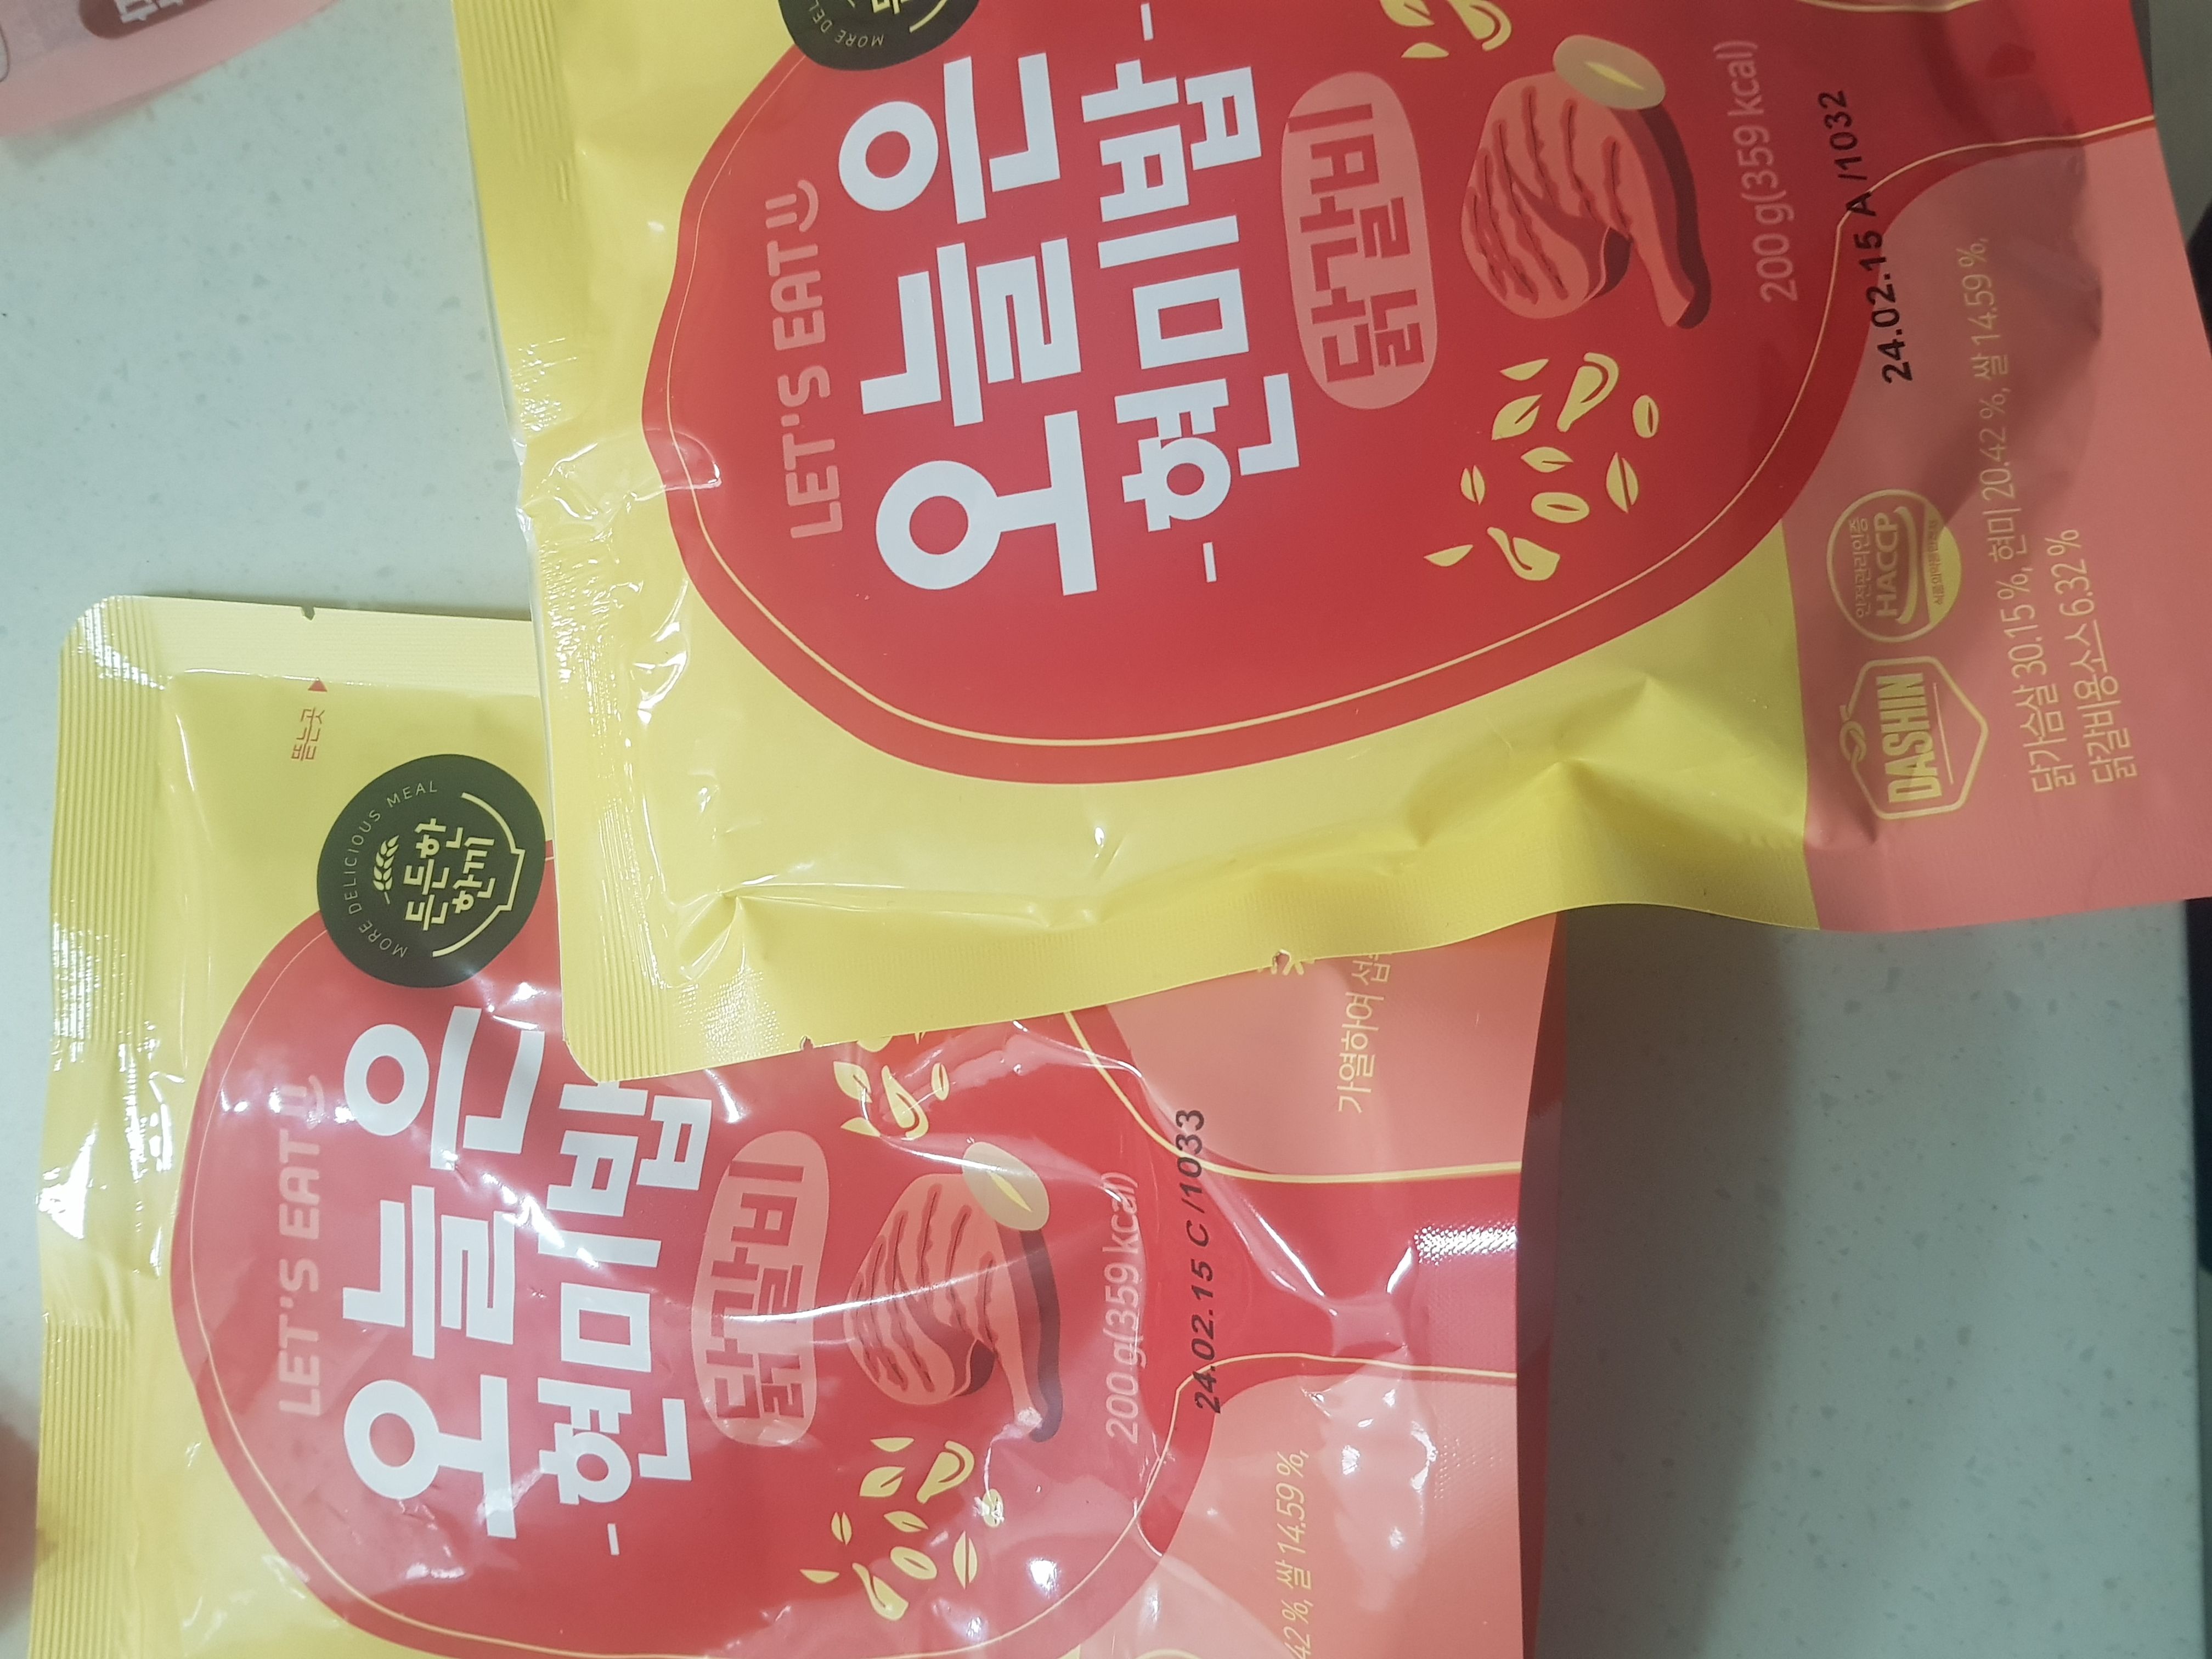 MORE DEL
LET'S EAT
오늘은
- 현미밥 -
닭갈비
200 g(359 kcal)
24.02.15 A /1032
안전관리인증
HACCP
DASHIN
닭가슴살 30.15 %, 현미 20.42 %, 쌀 14.59 %,
닭갈비용소스 6.32 %
뜯는곳
MORE DELICIOUS MEAL
든든한
한끼
LET'S EAT
오늘은
- 현미밥
닭갈비
200 g(359 kcal)
24.02.15 C /1033
가열하여 섭
42 %, 쌀 14.59 %,